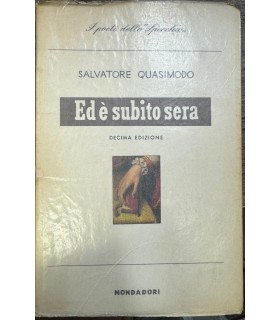 I poeti dello "Specchio"
SALVATORE QUASIMODO
Ed è subito sera
DECIMA EDIZIONE
MONDADORI